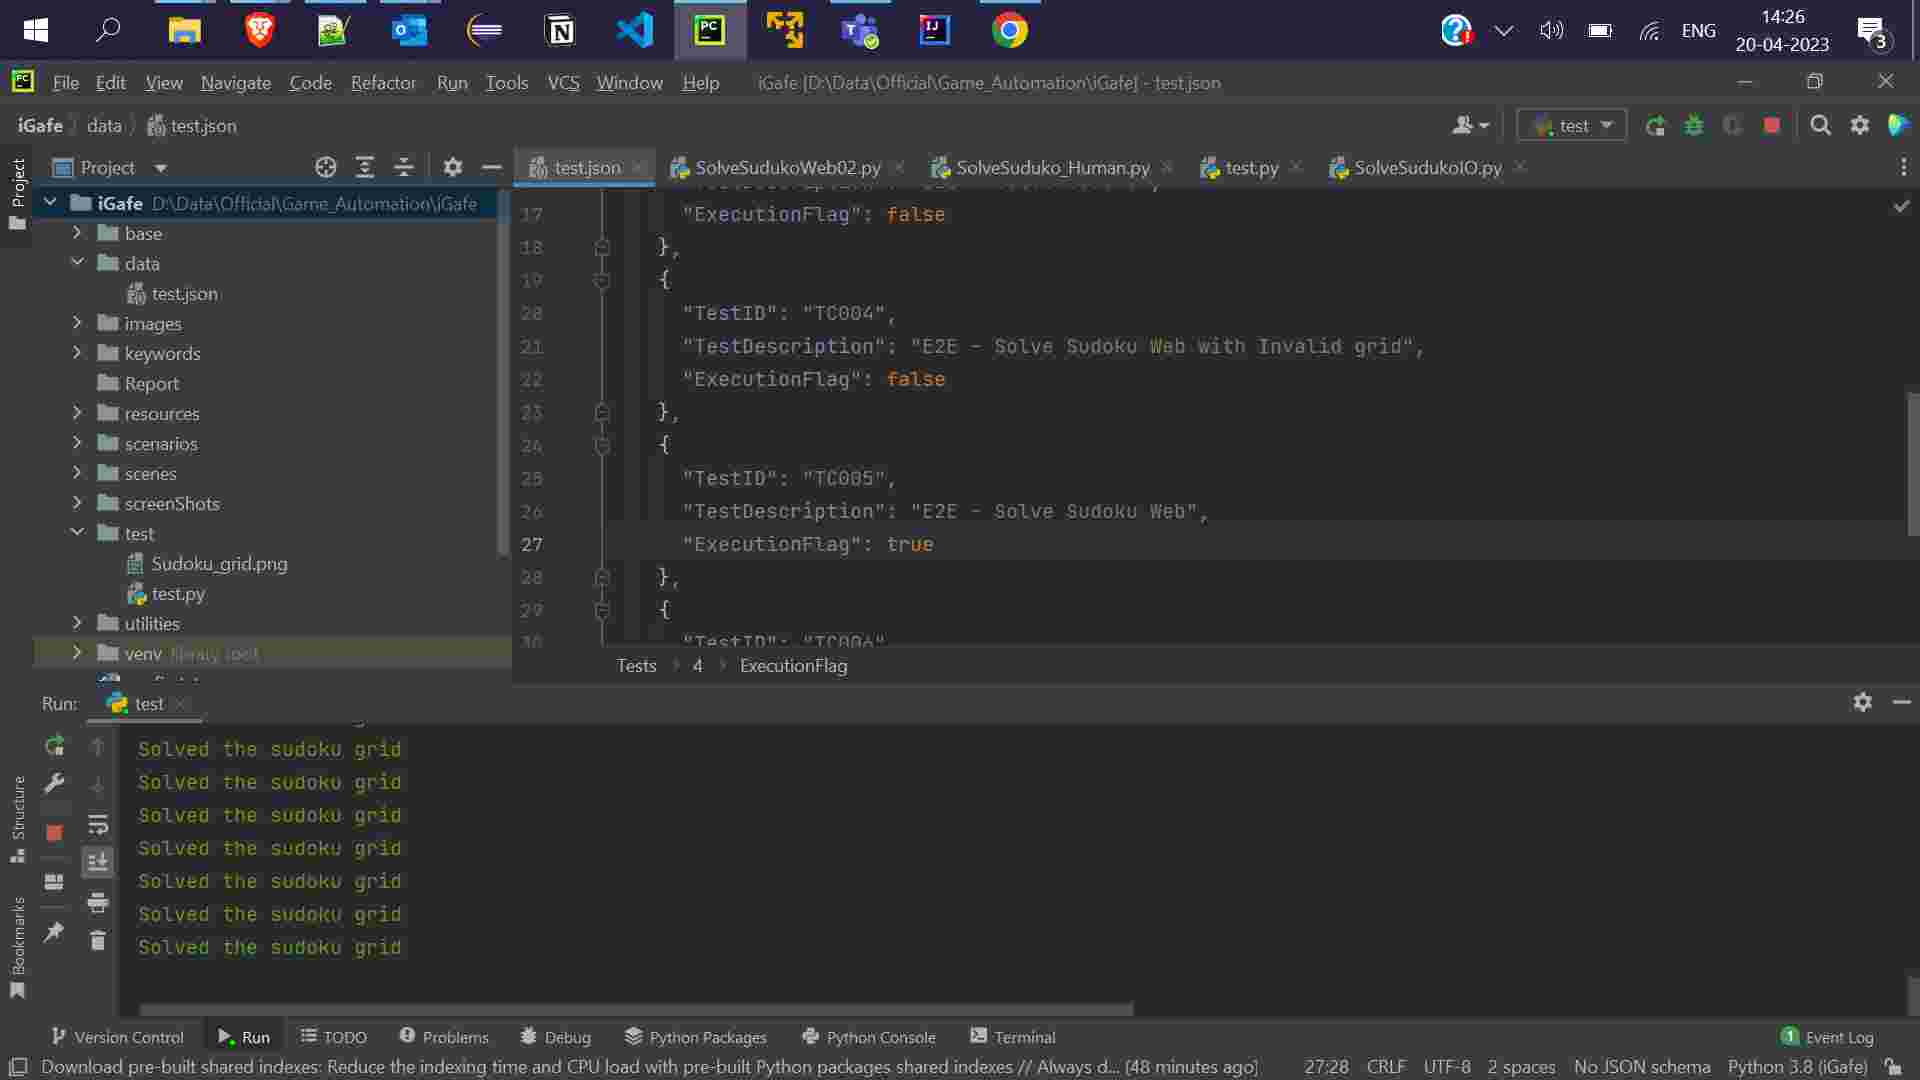 ENG
14:26
20-04-2023
3
File Edit View Navigate Code Refactor Run Tools VCS Window Help iGafe [D:\Data\Official\Game_Automation\iGafe] - test.json
iGafe data test.json
test
Project
test.json SolveSudukoWeb02.py SolveSuduko_Human.py test.py SolveSudukoIO.py
Project
iGafe D:\Data\Official\Game_Automation\iGafe
base
data
test.json
images
keywords
Report
resources
scenarios
scenes
screenShots
test
Sudoku_grid.png
test.py
utilities
venv library root
17 "ExecutionFlag": false
18 },
19 {
20 "TestID": "TC004",
21 "TestDescription": "E2E - Solve Sudoku Web with Invalid grid",
22 "ExecutionFlag": false
23 },
24 {
25 "TestID": "TC005",
26 "TestDescription": "E2E - Solve Sudoku Web",
27 "ExecutionFlag": true
28 },
29 {
30 "TestID": "TC006"
Tests 4 ExecutionFlag
Run: test
Solved the sudoku grid
Solved the sudoku grid
Solved the sudoku grid
Solved the sudoku grid
Solved the sudoku grid
Solved the sudoku grid
Solved the sudoku grid
Structure
Bookmarks
Version Control Run TODO Problems Debug Python Packages Python Console Terminal 1 Event Log
Download pre-built shared indexes: Reduce the indexing time and CPU load with pre-built Python packages shared indexes // Always d... (48 minutes ago) 27:28 CRLF UTF-8 2 spaces No JSON schema Python 3.8 (iGafe)